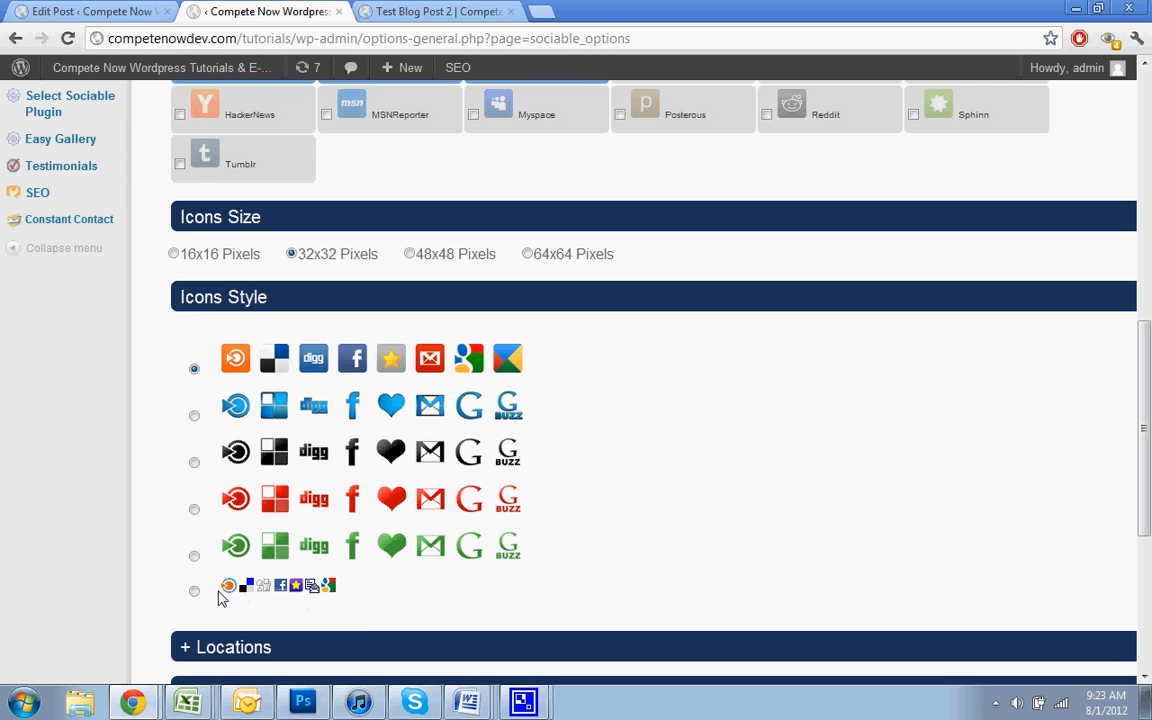 Edit Post ‹ Compete Now W
‹ Compete Now Wordpress
Test Blog Post 2 | Compete
competenowdev.com/tutorials/wp-admin/options-general.php?page=sociable_options
4
Compete Now Wordpress Tutorials & E-... 7 + New SEO Howdy, admin
Select Sociable
Plugin
Easy Gallery
Testimonials
SEO
Constant Contact
Collapse menu
Y HackerNews msn MSNReporter Myspace p Posterous Reddit Sphinn
t Tumblr
Icons Size
16x16 Pixels 32x32 Pixels 48x48 Pixels 64x64 Pixels
Icons Style
digg f
digg f G G BUZZ
digg f G G BUZZ
digg f G G BUZZ
digg f G G BUZZ
+ Locations
Ps S W
9:23 AM
8/1/2012